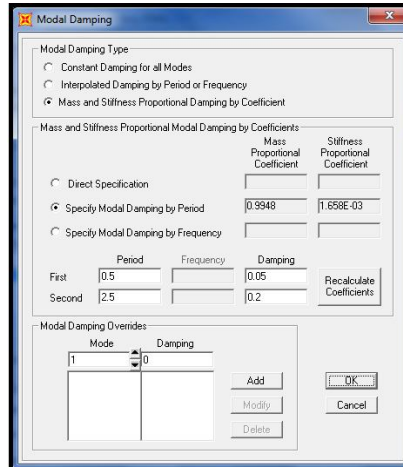 Modal Damping
Modal Damping Type
Constant Damping for all Modes
Interpolated Damping by Period or Frequency
Mass and Stiffness Proportional Damping by Coefficient
Mass and Stiffness Proportional Modal Damping by Coefficients
Mass Proportional Coefficient
Stiffness Proportional Coefficient
Direct Specification
Specify Modal Damping by Period 0.9948 1.658E-03
Specify Modal Damping by Frequency
Period Frequency Damping
First 0.5 0.05
Second 2.5 0.2
Recalculate Coefficients
Modal Damping Overrides
Mode Damping
1 0
Add
Modify
Delete
OK
Cancel